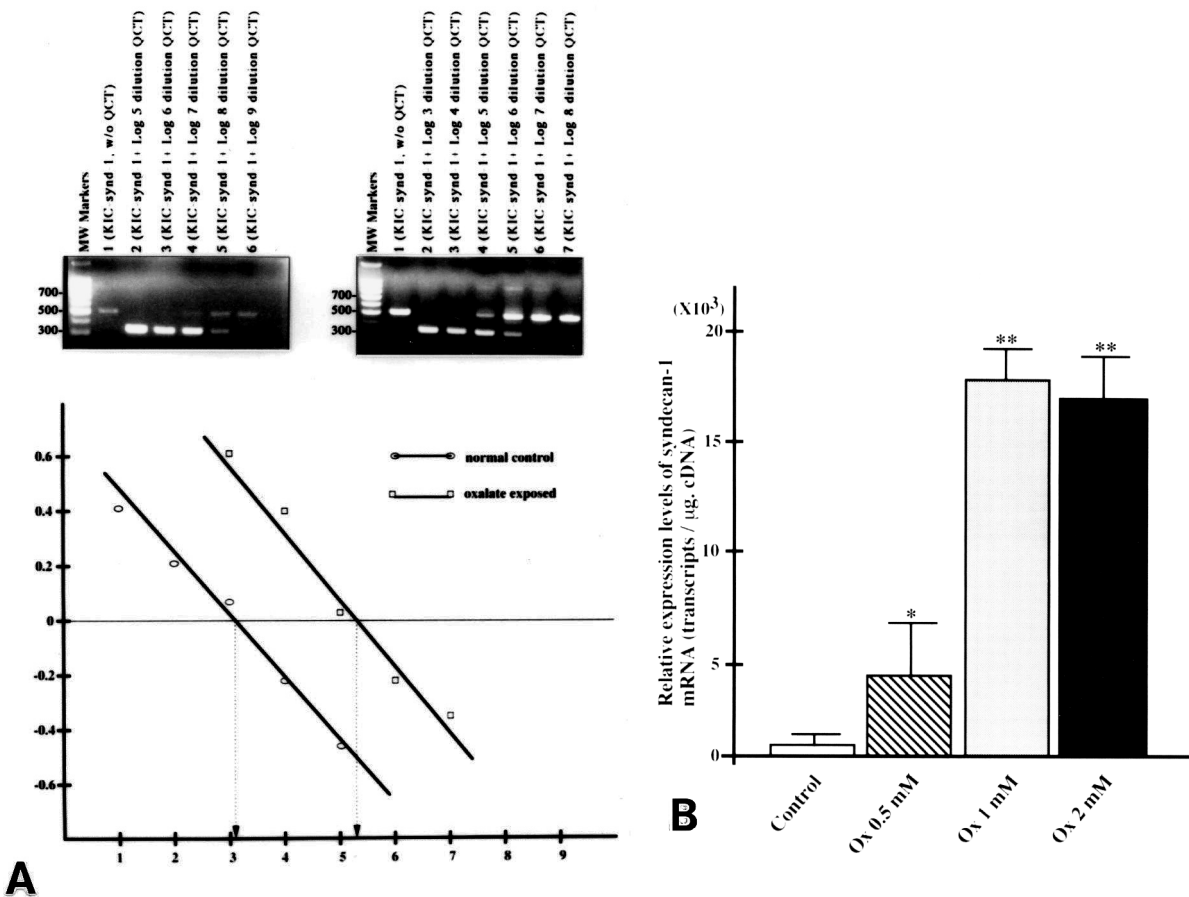 MW Markers
1 (KIC synd 1, w/o QCT)
2 (KIC synd 1+ Log 5 dilution QCT)
3 (KIC synd 1+ Log 6 dilution QCT)
4 (KIC synd 1+ Log 7 dilution QCT)
5 (KIC synd 1+ Log 8 dilution QCT)
6 (KIC synd 1+ Log 9 dilution QCT)
700-
500-
300-
MW Markers
1 (KIC synd 1, w/o QCT)
2 (KIC synd 1+ Log 3 dilution QCT)
3 (KIC synd 1+ Log 4 dilution QCT)
4 (KIC synd 1+ Log 5 dilution QCT)
5 (KIC synd 1+ Log 6 dilution QCT)
6 (KIC synd 1+ Log 7 dilution QCT)
7 (KIC synd 1+ Log 8 dilution QCT)
700-
500-
300-
0.6
0.4
0.2
0
-0.2
-0.4
-0.6
normal control
oxalate exposed
1 2 3 4 5 6 7 8 9
A
Relative expression levels of syndecan-1
mRNA (transcripts / µg. cDNA)
(X10³)
20
15
10
5
0
*
**
**
Control
Ox 0.5 mM
Ox 1 mM
Ox 2 mM
B